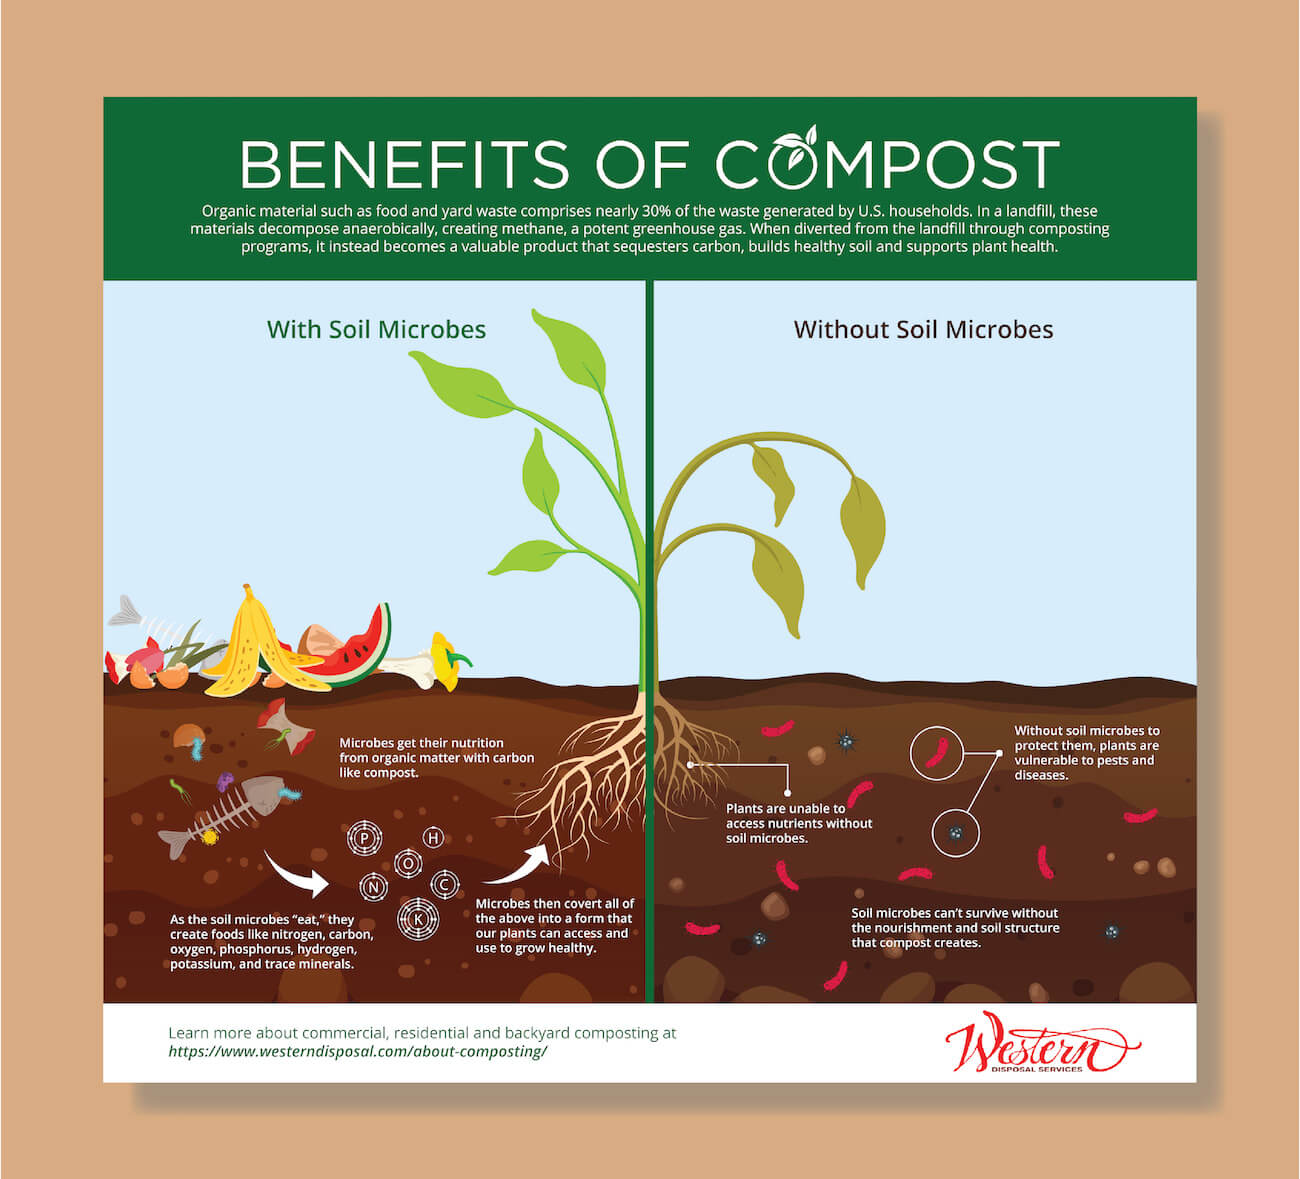 BENEFITS OF COMPOST
Organic material such as food and yard waste comprises nearly 30% of the waste generated by U.S. households. In a landfill, these
materials decompose anaerobically, creating methane, a potent greenhouse gas. When diverted from the landfill through composting
programs, it instead becomes a valuable product that sequesters carbon, builds healthy soil and supports plant health.
With Soil Microbes
Microbes get their nutrition
from organic matter with carbon
like compost.
P
H
O
N
C
K
As the soil microbes “eat,” they
create foods like nitrogen, carbon,
oxygen, phosphorus, hydrogen,
potassium, and trace minerals.
Microbes then covert all of
the above into a form that
our plants can access and
use to grow healthy.
Without Soil Microbes
Without soil microbes to
protect them, plants are
vulnerable to pests and
diseases.
Plants are unable to
access nutrients without
soil microbes.
Soil microbes can’t survive without
the nourishment and soil structure
that compost creates.
Learn more about commercial, residential and backyard composting at
https://www.westerndisposal.com/about-composting/
Western
DISPOSAL SERVICES